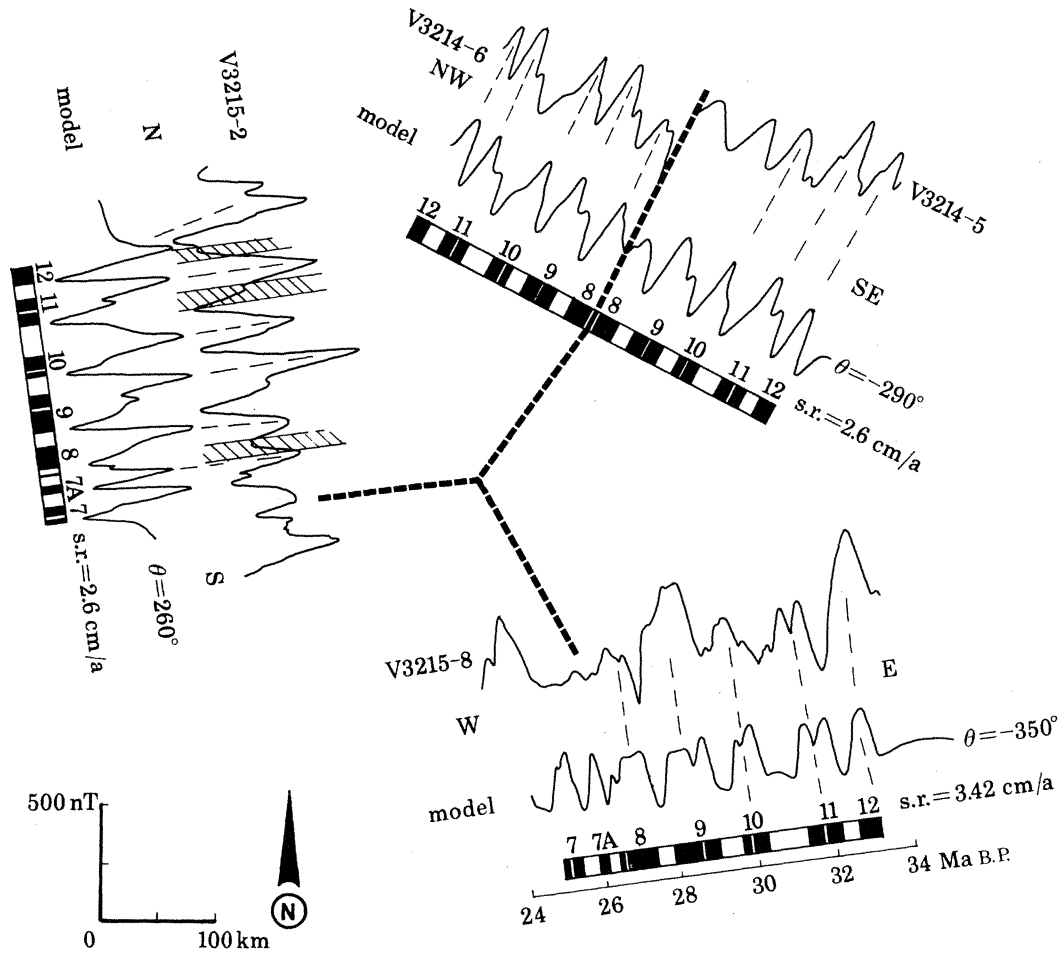 V3214-6
NW
model
12 11 10 9 8 8 9 10 11 12
V3214-5
SE
θ=-290°
s.r.=2.6 cm/a
V3215-2
N
model
12 11 10 9 8 7A 7
S
θ=260°
s.r.=2.6 cm/a
V3215-8
W
E
model
θ=-350°
s.r.=3.42 cm/a
7 7A 8 9 10 11 12
24 26 28 30 32 34 Ma B.P.
500 nT
0 100 km
N